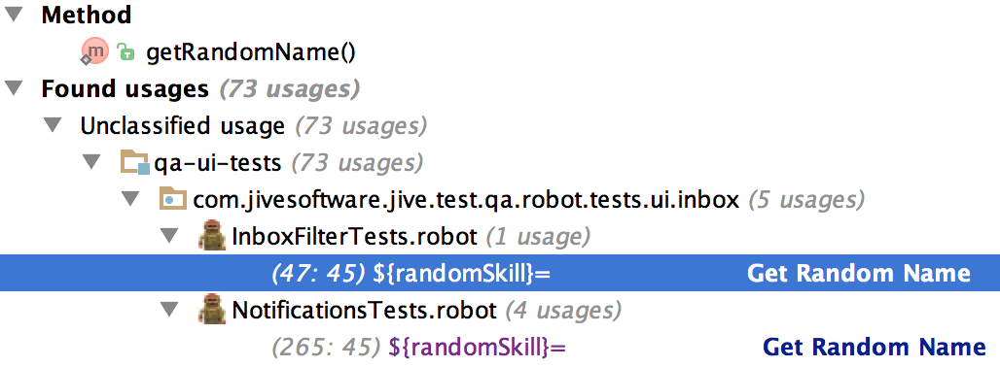 Method
m getRandomName()
Found usages (73 usages)
Unclassified usage (73 usages)
qa-ui-tests (73 usages)
com.jivesoftware.jive.test.qa.robot.tests.ui.inbox (5 usages)
InboxFilterTests.robot (1 usage)
(47: 45) ${randomSkill}= Get Random Name
NotificationsTests.robot (4 usages)
(265: 45) ${randomSkill}= Get Random Name